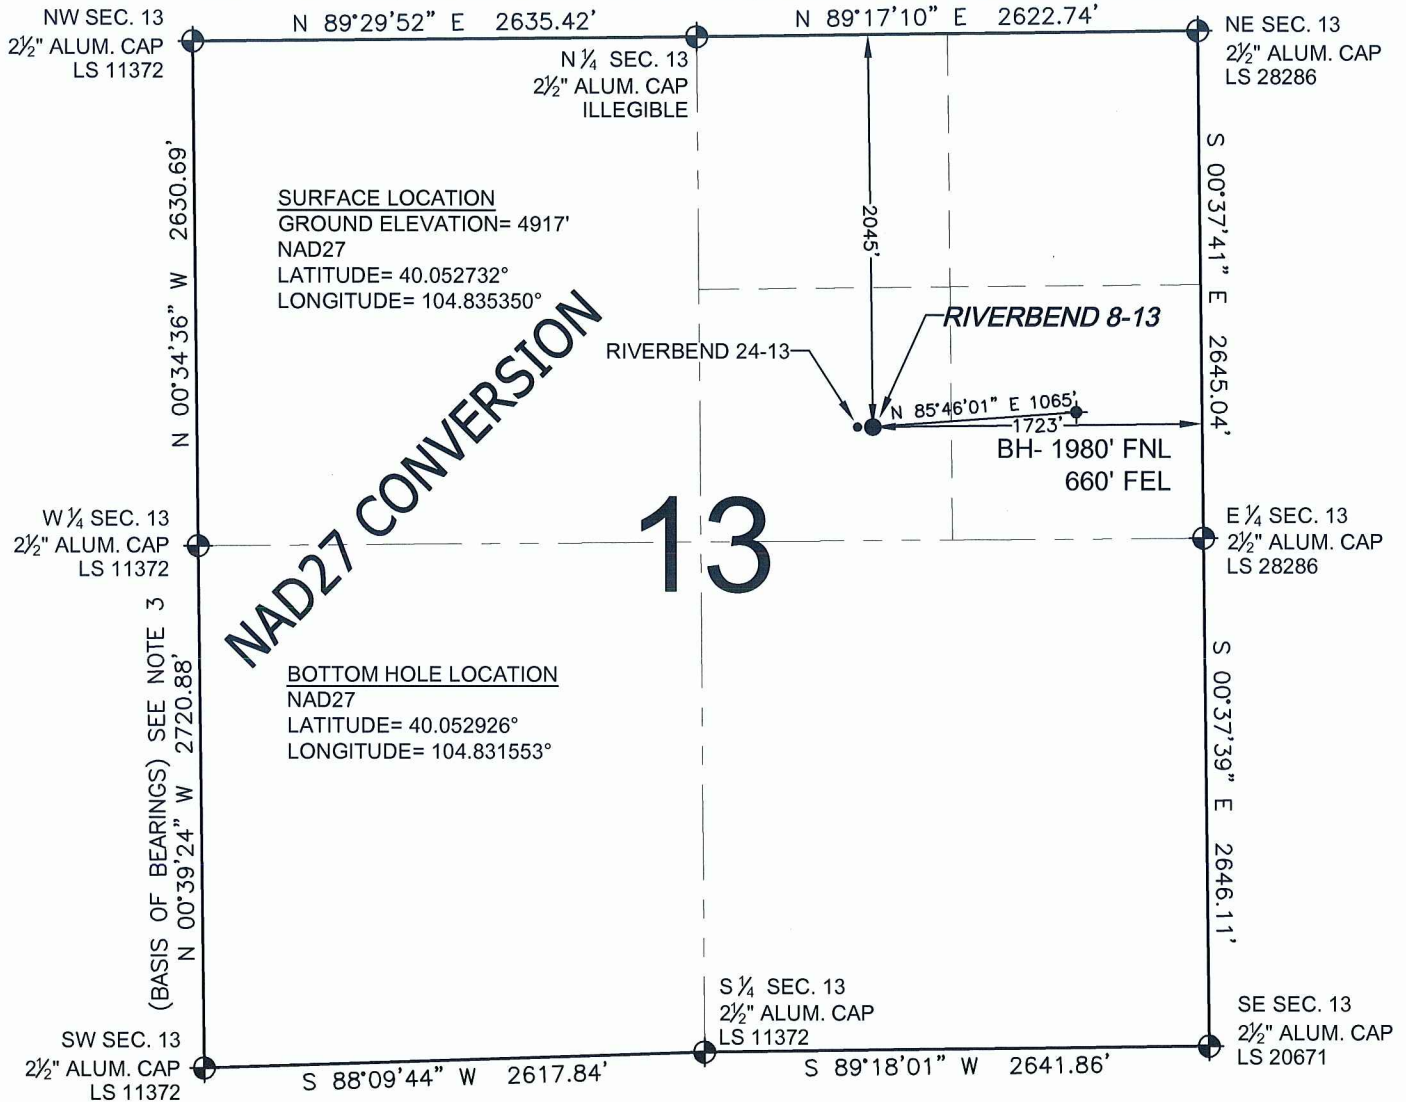 NW SEC. 13
2½" ALUM. CAP
LS 11372
N 89°29'52" E 2635.42'
N 89°17'10" E 2622.74'
NE SEC. 13
2½" ALUM. CAP
LS 28286
N ¼ SEC. 13
2½" ALUM. CAP
ILLEGIBLE
N 00°34'36" W 2630.69'
S 00°37'41" E 2645.04'
SURFACE LOCATION
GROUND ELEVATION= 4917'
NAD27
LATITUDE= 40.052732°
LONGITUDE= 104.835350°
2045'
NAD27 CONVERSION
RIVERBEND 8-13
RIVERBEND 24-13
N 85°46'01" E 1065'
1723'
BH- 1980' FNL
660' FEL
13
W ¼ SEC. 13
2½" ALUM. CAP
LS 11372
E ¼ SEC. 13
2½" ALUM. CAP
LS 28286
(BASIS OF BEARINGS) SEE NOTE 3
N 00°39'24" W 2720.88'
S 00°37'39" E 2646.11'
BOTTOM HOLE LOCATION
NAD27
LATITUDE= 40.052926°
LONGITUDE= 104.831553°
SW SEC. 13
2½" ALUM. CAP
LS 11372
S ¼ SEC. 13
2½" ALUM. CAP
LS 11372
SE SEC. 13
2½" ALUM. CAP
LS 20671
S 88°09'44" W 2617.84'
S 89°18'01" W 2641.86'